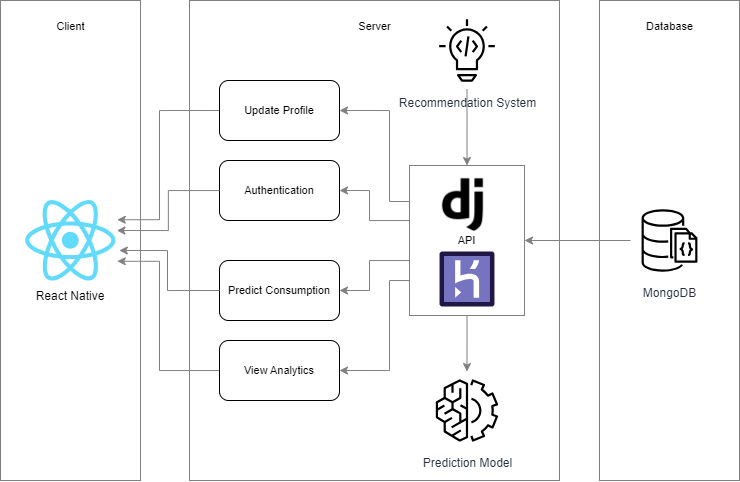 Client
Server
Database
Recommendation System
Update Profile
Authentication
dj
API
Predict Consumption
View Analytics
React Native
MongoDB
Prediction Model